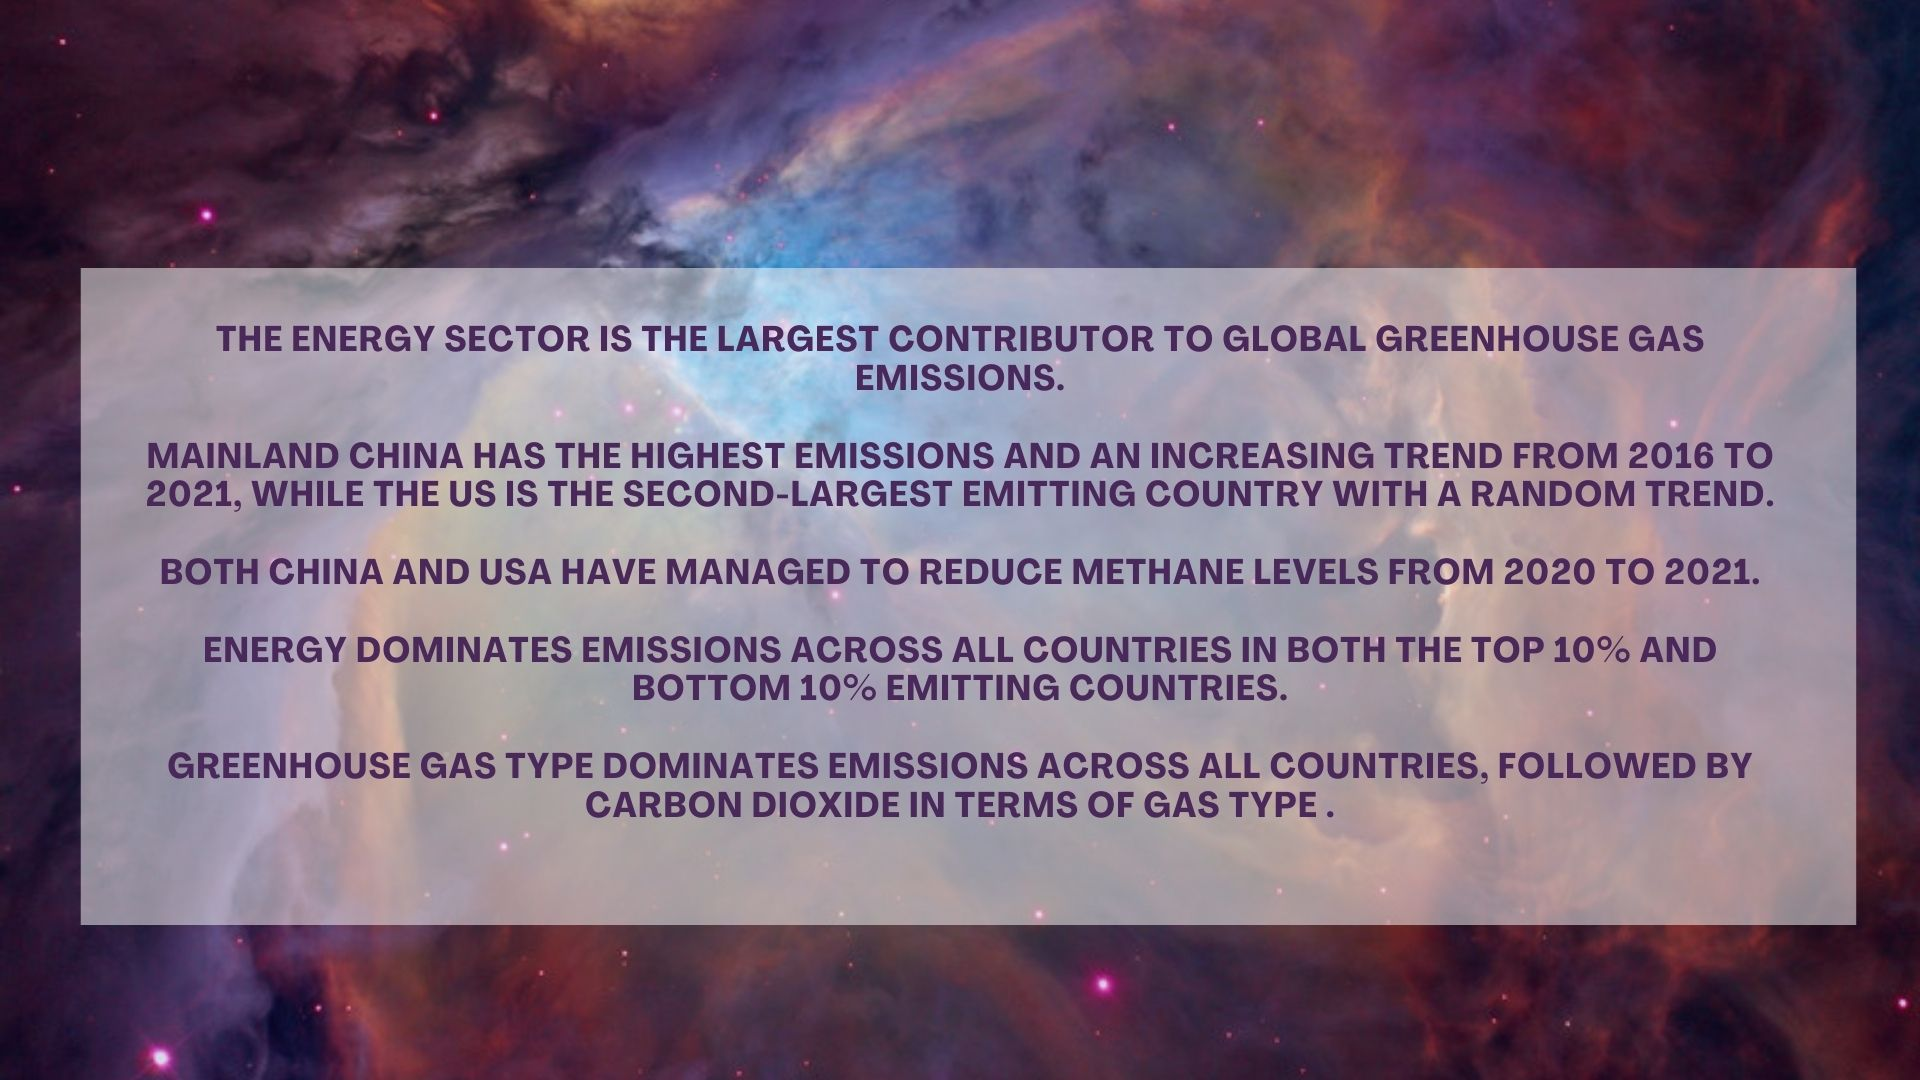 THE ENERGY SECTOR IS THE LARGEST CONTRIBUTOR TO GLOBAL GREENHOUSE GAS
EMISSIONS.
MAINLAND CHINA HAS THE HIGHEST EMISSIONS AND AN INCREASING TREND FROM 2016 TO
2021, WHILE THE US IS THE SECOND-LARGEST EMITTING COUNTRY WITH A RANDOM TREND.
BOTH CHINA AND USA HAVE MANAGED TO REDUCE METHANE LEVELS FROM 2020 TO 2021.
ENERGY DOMINATES EMISSIONS ACROSS ALL COUNTRIES IN BOTH THE TOP 10% AND
BOTTOM 10% EMITTING COUNTRIES.
GREENHOUSE GAS TYPE DOMINATES EMISSIONS ACROSS ALL COUNTRIES, FOLLOWED BY
CARBON DIOXIDE IN TERMS OF GAS TYPE .